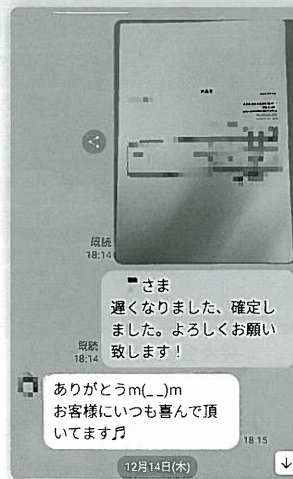 既読
18:14
さま
遅くなりました、確定し
ました。よろしくお願い
致します！
既読
18:14
ありがとうm(_ _)m
お客様にいつも喜んで頂
いてます♬
18:15
12月14日(木)